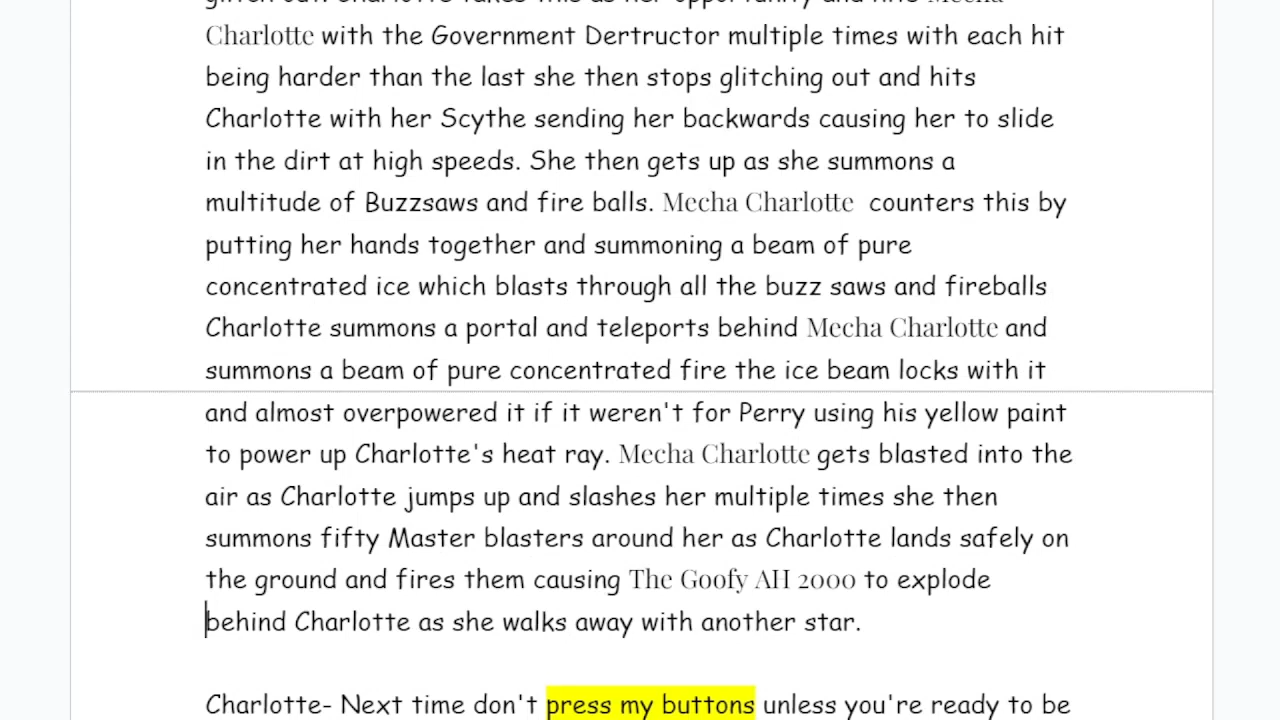 Charlotte with the Government Dertructor multiple times with each hit
being harder than the last she then stops glitching out and hits
Charlotte with her Scythe sending her backwards causing her to slide
in the dirt at high speeds. She then gets up as she summons a
multitude of Buzzsaws and fire balls. Mecha Charlotte  counters this by
putting her hands together and summoning a beam of pure
concentrated ice which blasts through all the buzz saws and fireballs
Charlotte summons a portal and teleports behind Mecha Charlotte and
summons a beam of pure concentrated fire the ice beam locks with it
and almost overpowered it if it weren't for Perry using his yellow paint
to power up Charlotte's heat ray. Mecha Charlotte gets blasted into the
air as Charlotte jumps up and slashes her multiple times she then
summons fifty Master blasters around her as Charlotte lands safely on
the ground and fires them causing The Goofy AH 2000 to explode
behind Charlotte as she walks away with another star.
Charlotte- Next time don't press my buttons unless you're ready to be